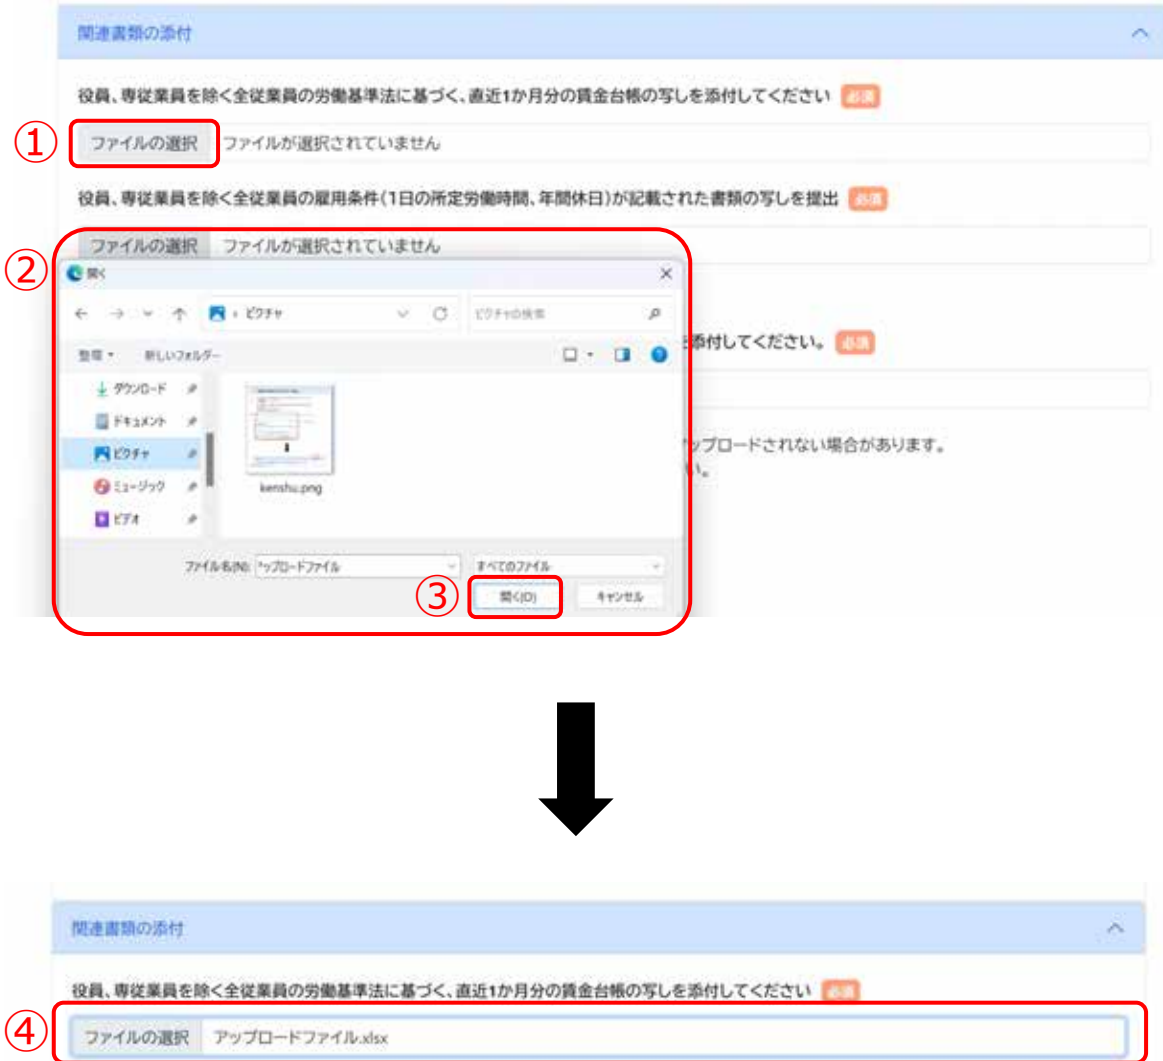 関連書類の添付
役員、専従業員を除く全従業員の労働基準法に基づく、直近1か月分の賃金台帳の写しを添付してください 必須
① ファイルの選択 ファイルが選択されていません
役員、専従業員を除く全従業員の雇用条件(1日の所定労働時間、年間休日)が記載された書類の写しを提出 必須
ファイルの選択 ファイルが選択されていません
②
開く
ピクチャ ピクチャの検索
整理 新しいフォルダー
を添付してください。 必須
ダウンロード
ドキュメント
ピクチャ
アップロードされない場合があります。
い。
ミュージック
kenshu.png
ビデオ
ファイル名(N): ップロードファイル すべてのファイル
③ 開く(O) キャンセル
関連書類の添付
役員、専従業員を除く全従業員の労働基準法に基づく、直近1か月分の賃金台帳の写しを添付してください 必須
④ ファイルの選択 アップロードファイル.xlsx